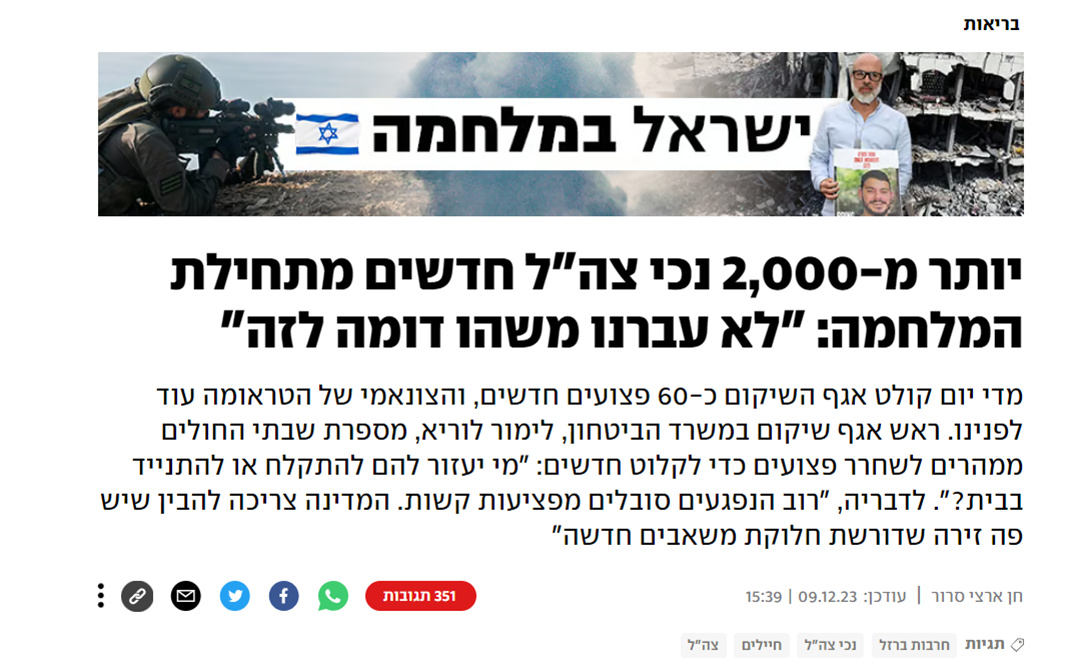 בריאות
ישראל במלחמה
יותר מ-2,000 נכי צה"ל חדשים מתחילת
המלחמה: "לא עברנו משהו דומה לזה"
מדי יום קולט אגף השיקום כ-60 פצועים חדשים, והצונאמי של הטראומה עוד
לפנינו. ראש אגף שיקום במשרד הביטחון, לימור לוריא, מספרת שבתי החולים
ממהרים לשחרר פצועים כדי לקלוט חדשים: "מי יעזור להם להתקלח או להתנייד
בבית?". לדבריה, "רוב הנפגעים סובלים מפציעות קשות. המדינה צריכה להבין שיש
פה זירה שדורשת חלוקת משאבים חדשה"
חן ארצי סרור | עודכן: 09.12.23 | 15:39
351 תגובות
תגיות חרבות ברזל נכי צה"ל חיילים צה"ל